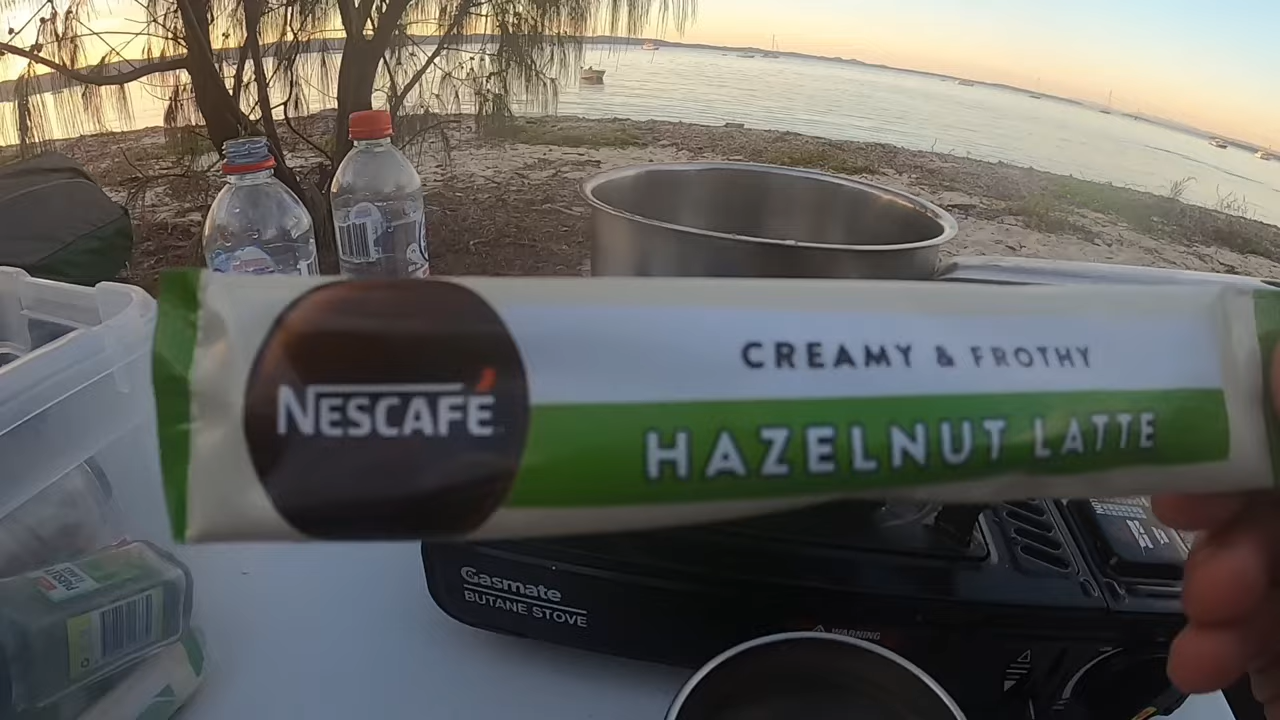 NESCAFÉ
CREAMY & FROTHY
HAZELNUT LATTE
Gasmate
BUTANE STOVE
WARNING